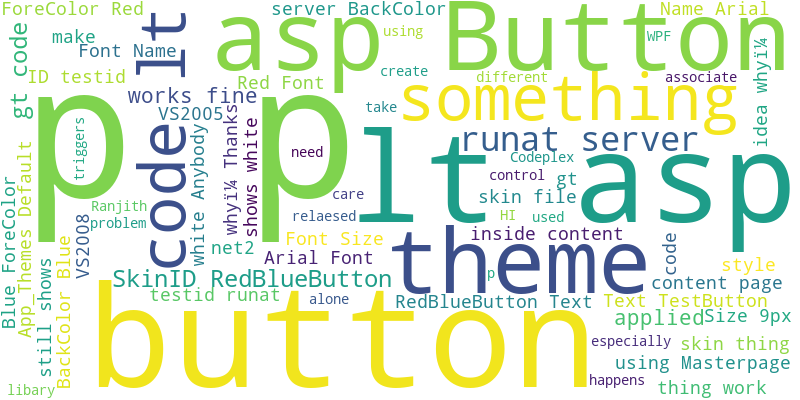 ForeColor Red
server BackColor
Name Arial
make
Font Name
using
WPF
lt
asp Button
ID testid
Red Font
create
different
associate
gt code
works fine
take
something
idea whyï¼
VS2005
triggers
p
code
p
lt
asp
runat server
white Anybody
whyï¼ Thanks
shows white
need
Codeplex
control
gt
App_Themes Default
Blue ForeColor
care
skin file
Ranjith
relaesed
HI
used
problem
VS2008
inside content
theme
code
net2
Font Size
still shows
BackColor Blue
Arial Font
style
p
SkinID RedBlueButton
content page
testid runat
alone
RedBlueButton Text
Text TestButton
button
applied
Size 9px
especially
skin thing
using Masterpage
happens
thing work
libary